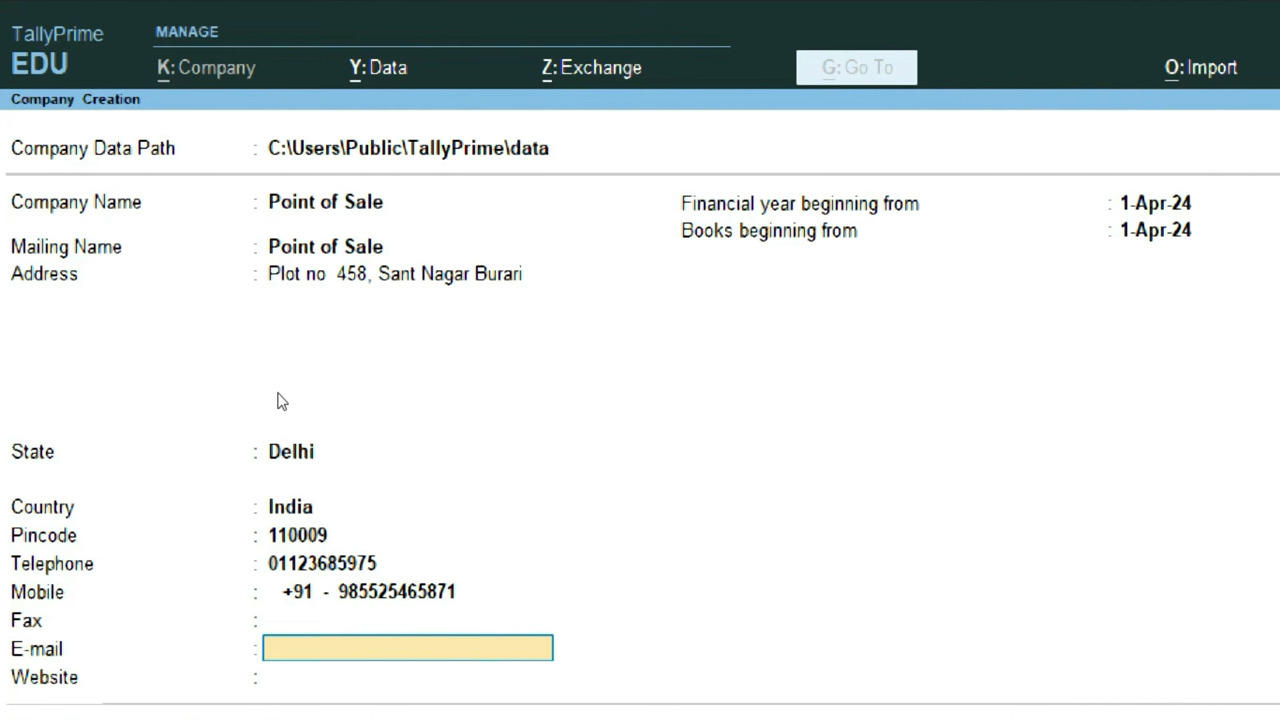 TallyPrime
EDU
MANAGE
K: Company
Y: Data
Z: Exchange
G: Go To
O: Import
Company Creation
Company Data Path : C:\Users\Public\TallyPrime\data
Company Name : Point of Sale
Financial year beginning from : 1-Apr-24
Books beginning from : 1-Apr-24
Mailing Name : Point of Sale
Address : Plot no 458, Sant Nagar Burari
State : Delhi
Country : India
Pincode : 110009
Telephone : 01123685975
Mobile : +91 - 985525465871
Fax :
E-mail :
Website :